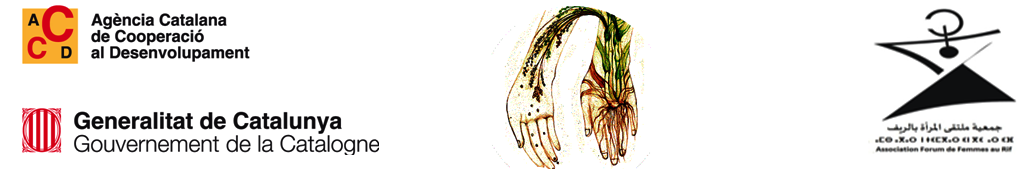 A C
C D
Agència Catalana
de Cooperació
al Desenvolupament
Generalitat de Catalunya
Gouvernement de la Catalogne
جمعية ملتقى المرأة بالريف
Association Forum de Femmes au Rif